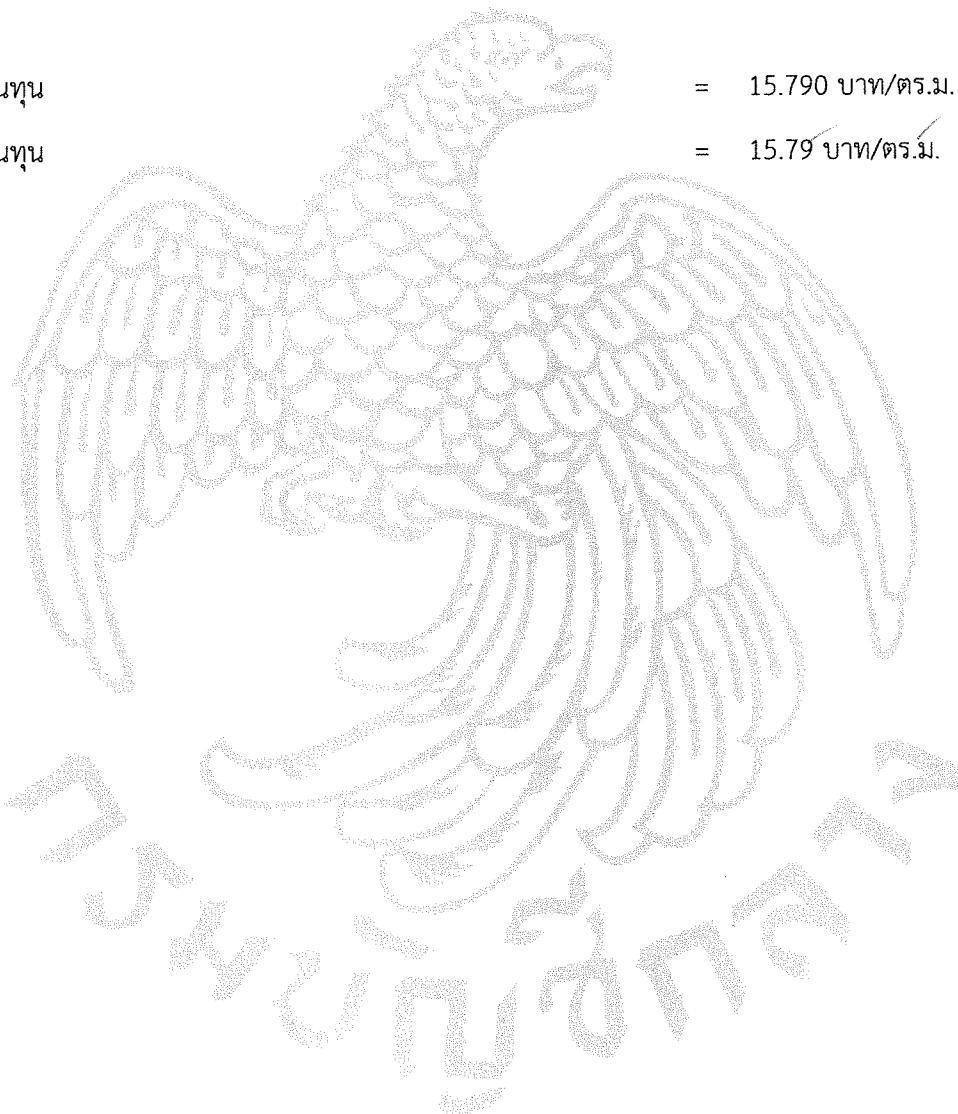 นทุน = 15.790 บาท/ตร.ม.
นทุน = 15.79 บาท/ตร.ม.
กรมบัญชีกลาง